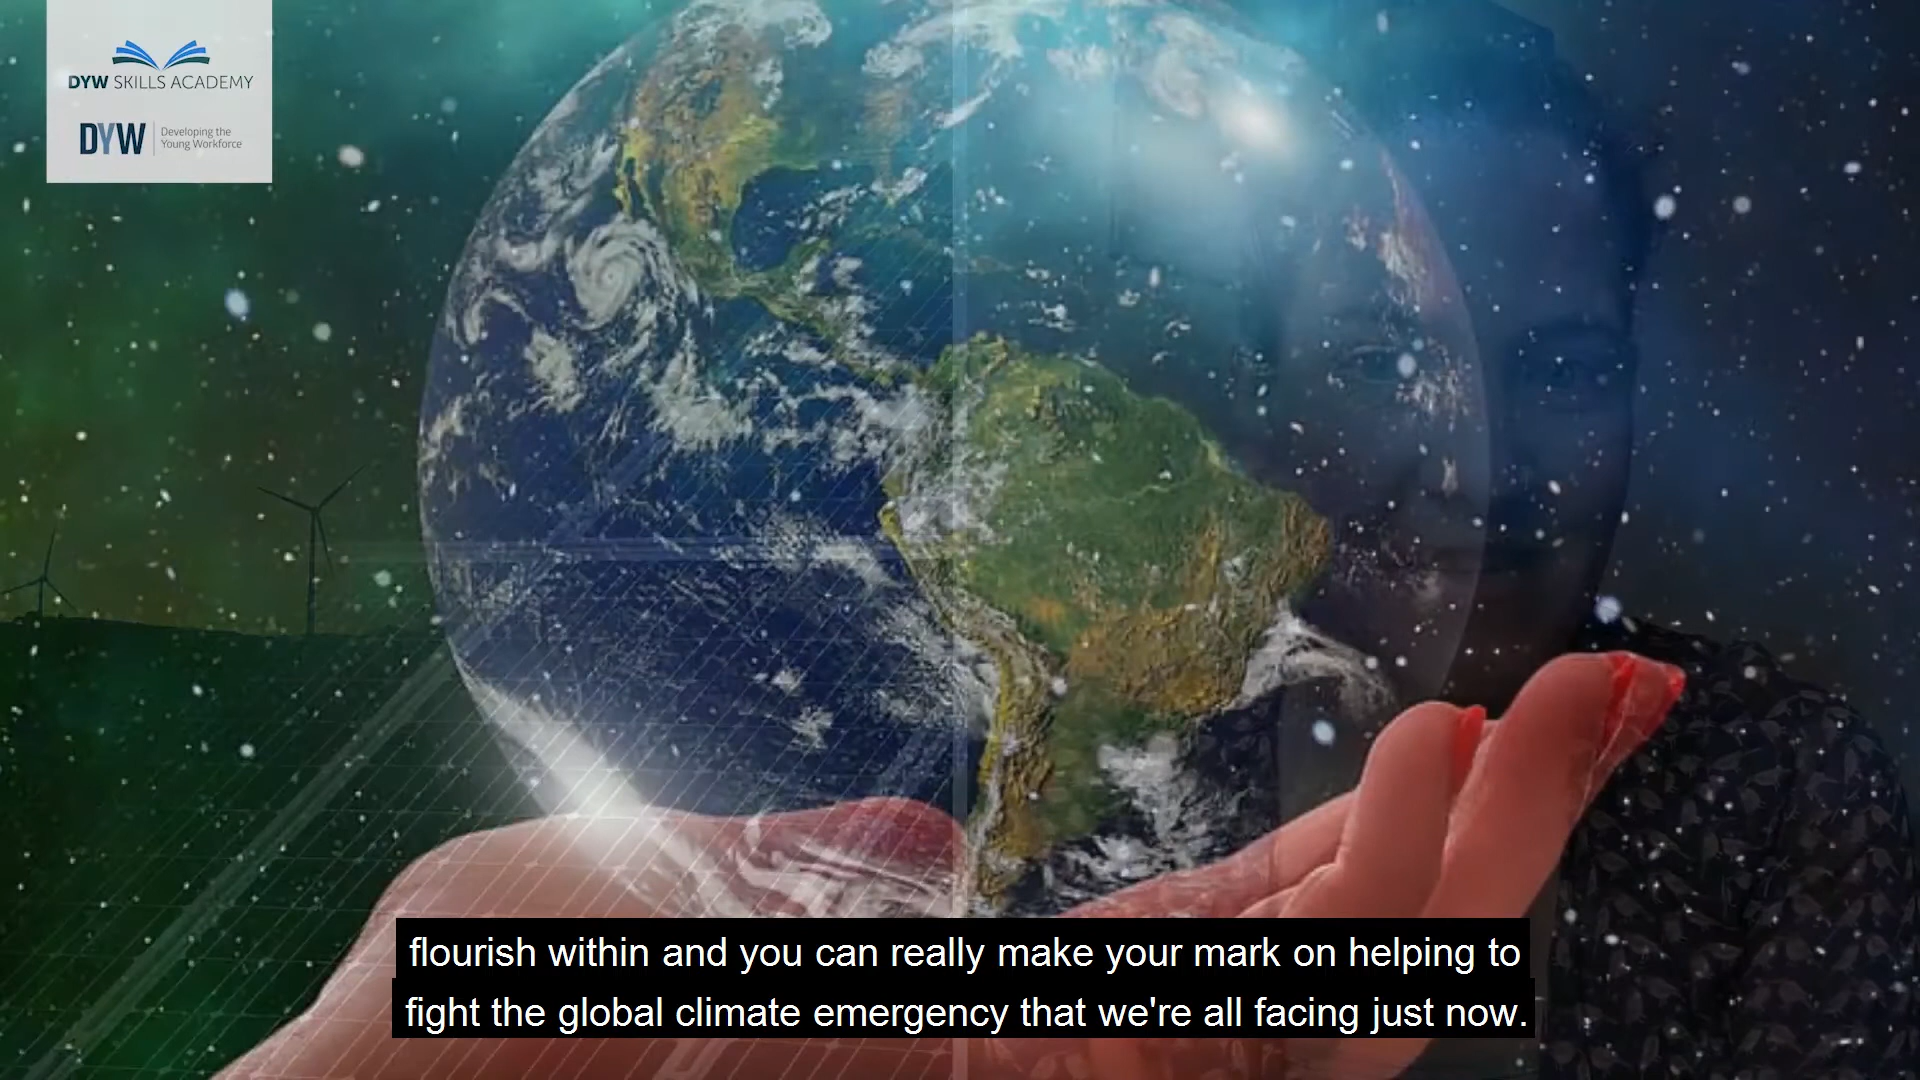 DYW SKILLS ACADEMY
DYW
Developing the
Young Workforce
flourish within and you can really make your mark on helping to
fight the global climate emergency that we're all facing just now.